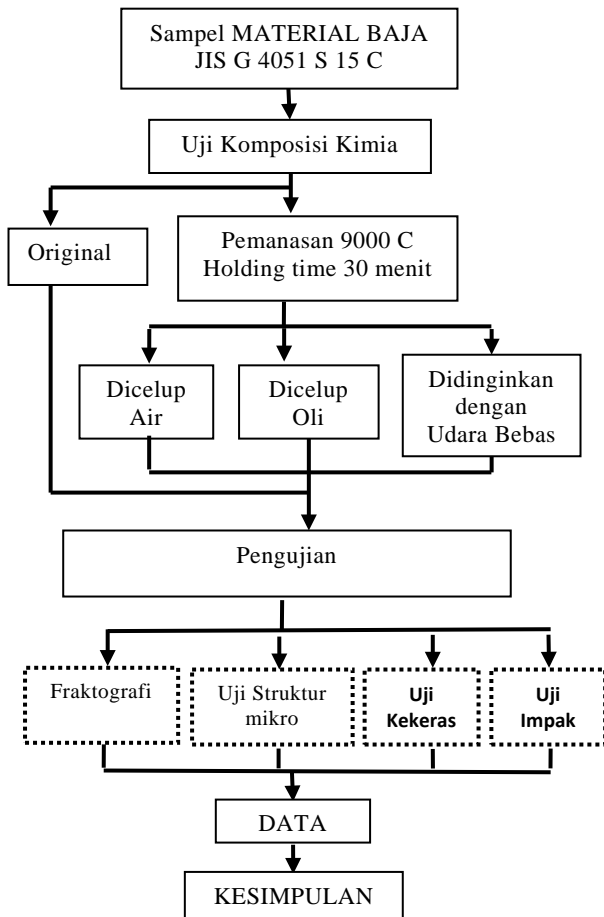 Sampel MATERIAL BAJA
JIS G 4051 S 15 C
Uji Komposisi Kimia
Original
Pemanasan 9000 C
Holding time 30 menit
Dicelup
Air
Dicelup
Oli
Didinginkan
dengan
Udara Bebas
Pengujian
Fraktografi
Uji Struktur
mikro
Uji
Kekeras
Uji
Impak
DATA
KESIMPULAN